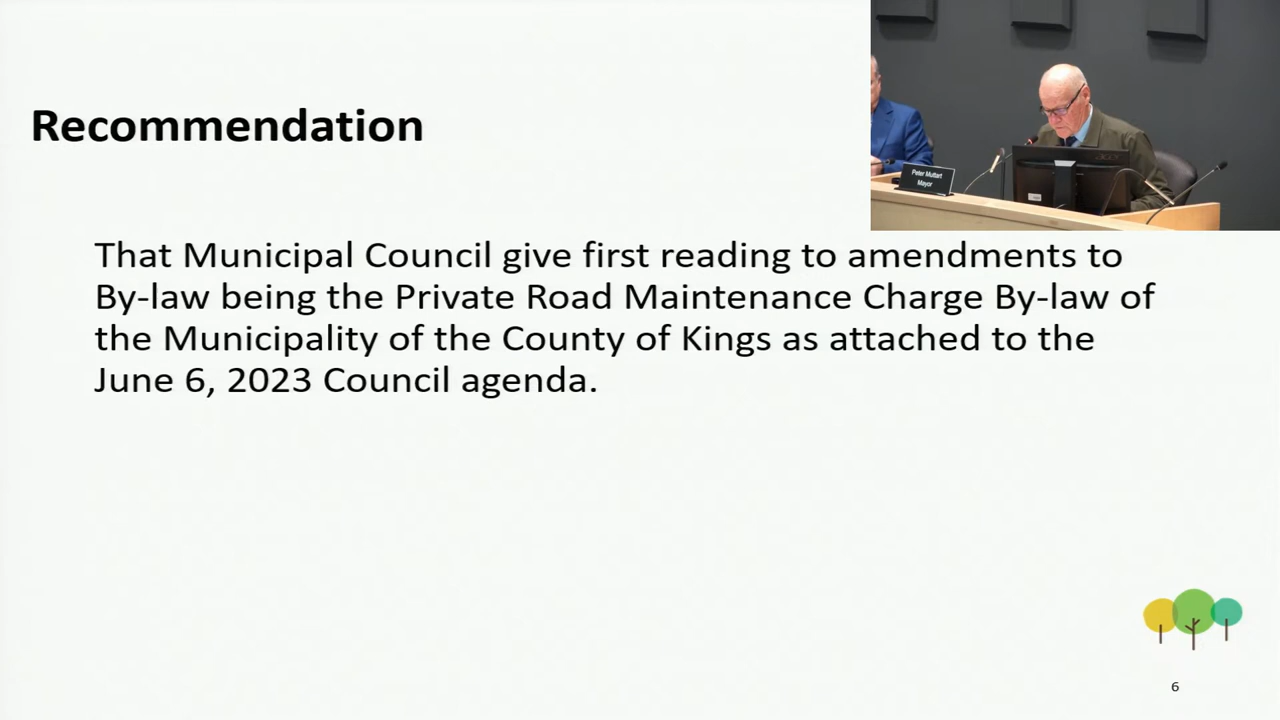 Recommendation
Peter Muttart
Mayor
That Municipal Council give first reading to amendments to
By-law being the Private Road Maintenance Charge By-law of
the Municipality of the County of Kings as attached to the
June 6, 2023 Council agenda.
6